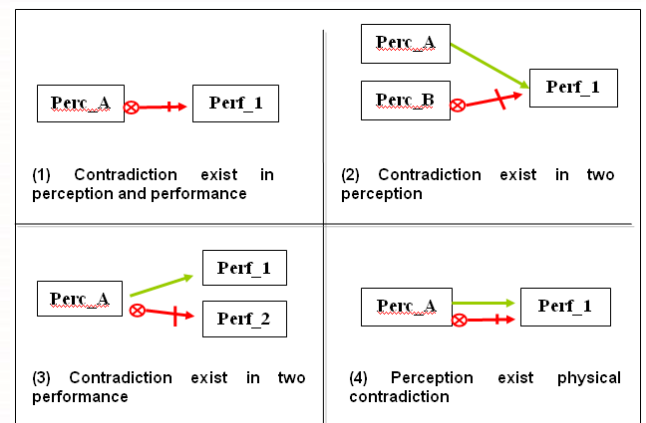 Perc_A
Perf_1
(1) Contradiction exist in
perception and performance
Perc_A
Perc_B
Perf_1
(2) Contradiction exist in two
perception
Perc_A
Perf_1
Perf_2
(3) Contradiction exist in two
performance
Perc_A
Perf_1
(4) Perception exist physical
contradiction